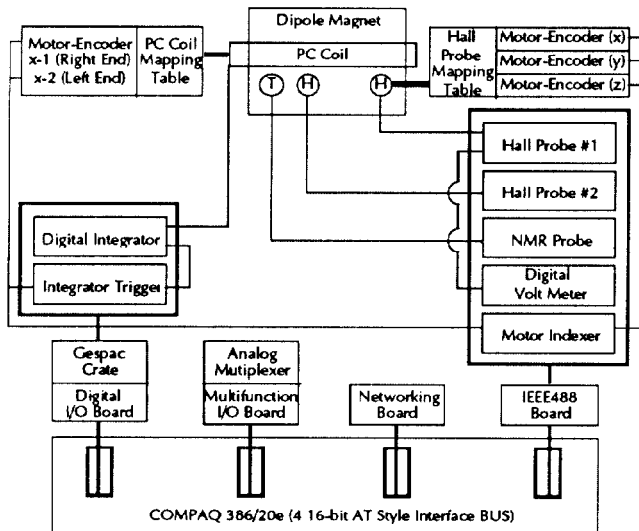 Dipole Magnet
Motor-Encoder
x-1 (Right End)
x-2 (Left End)
PC Coil
Mapping
Table
PC Coil
T
H
H
Hall
Probe
Mapping
Table
Motor-Encoder (x)
Motor-Encoder (y)
Motor-Encoder (z)
Hall Probe #1
Hall Probe #2
NMR Probe
Digital
Volt Meter
Motor Indexer
Digital Integrator
Integrator Trigger
Gespac
Crate
Digital
I/O Board
Analog
Mutiplexer
Multifunction
I/O Board
Networking
Board
IEEE488
Board
COMPAQ 386/20e (4 16-bit AT Style Interface BUS)